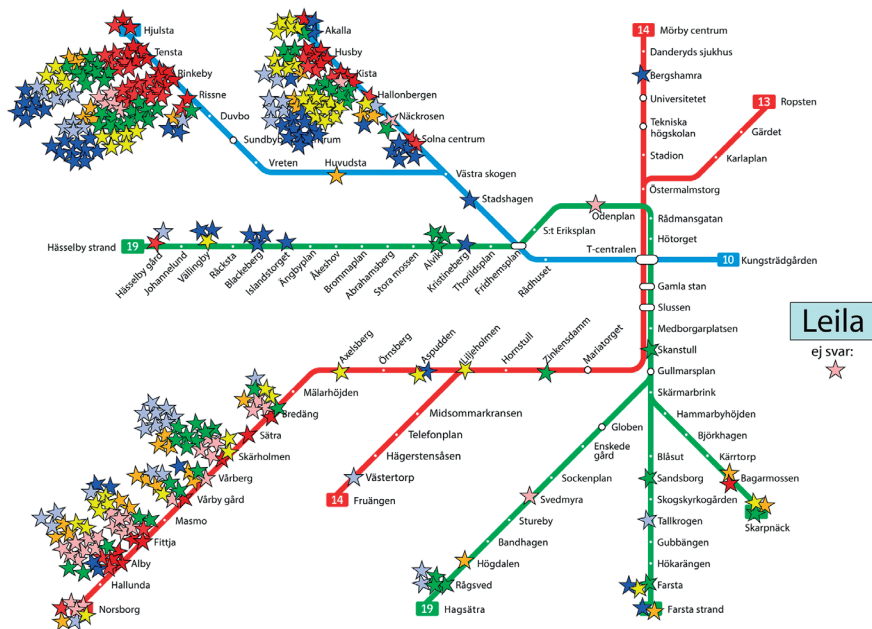 14 Mörby centrum
Danderyds sjukhus
Bergshamra
Universitetet
Tekniska
högskolan
Stadion
Östermalmstorg
13 Ropsten
Gärdet
Karlaplan
Hjulsta
Tensta
Rinkeby
Rissne
Duvbo
Vreten
Huvudsta
Akalla
Husby
Kista
Hallonbergen
Näckrosen
Solna centrum
Västra skogen
Stadshagen
Hässelby strand 19
Hässelby gård
Johannelund
Vällingby
Råcksta
Blackeberg
Islandstorget
Ängbyplan
Åkeshov
Brommaplan
Abrahamsberg
Stora mossen
Alvik
Kristineberg
Thorildsplan
Fridhemsplan
Rådhuset
S:t Eriksplan
Odenplan
Rådmansgatan
Hötorget
T-centralen
10
Kungsträdgården
Gamla stan
Slussen
Medborgarplatsen
Skanstull
Gullmarsplan
Skärmarbrink
Leila
ej svar:
Axelsberg
Örnsberg
Aspudden
Liljeholmen
Hornstull
Zinkensdamm
Mariatorget
Mälarhöjden
Bredäng
Sätra
Skärholmen
Vårberg
Vårby gård
Masmo
Fittja
Alby
Hallunda
Norsborg
Midsommarkransen
Telefonplan
Hägerstensåsen
Västertorp
14 Fruängen
Globen
Enskede
gård
Sockenplan
Svedmyra
Stureby
Bandhagen
Högdalen
Rågsved
19 Hagsätra
Hammarbyhöjden
Björkhagen
Kärrtorp
Bagarmossen
Skarpnäck
Blåsut
Sandsborg
Skogskyrkogården
Tallkrogen
Gubbängen
Hökarängen
Farsta
Farsta strand